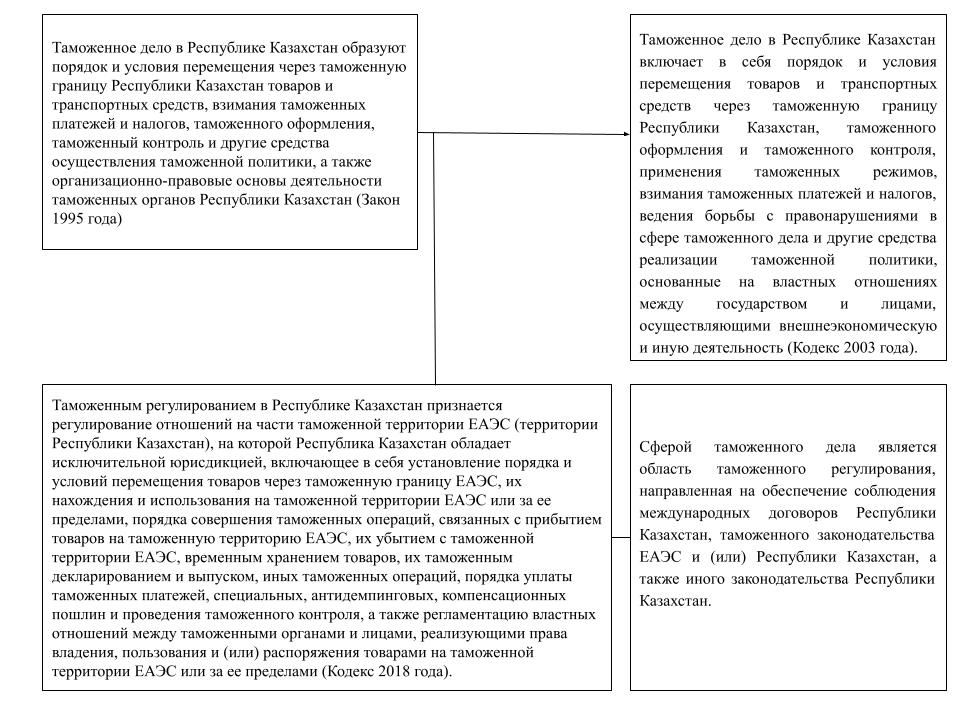 Таможенное дело в Республике Казахстан образуют
порядок и условия перемещения через таможенную
границу Республики Казахстан товаров и
транспортных средств, взимания таможенных
платежей и налогов, таможенного оформления,
таможенный контроль и другие средства
осуществления таможенной политики, а также
организационно-правовые основы деятельности
таможенных органов Республики Казахстан (Закон
1995 года)
Таможенное дело в Республике Казахстан
включает в себя порядок и условия
перемещения товаров и транспортных
средств через таможенную границу
Республики Казахстан, таможенного
оформления и таможенного контроля,
применения таможенных режимов,
взимания таможенных платежей и налогов,
ведения борьбы с правонарушениями в
сфере таможенного дела и другие средства
реализации таможенной политики,
основанные на властных отношениях
между государством и лицами,
осуществляющими внешнеэкономическую
и иную деятельность (Кодекс 2003 года).
Таможенным регулированием в Республике Казахстан признается
регулирование отношений на части таможенной территории ЕАЭС (территории
Республики Казахстан), на которой Республика Казахстан обладает
исключительной юрисдикцией, включающее в себя установление порядка и
условий перемещения товаров через таможенную границу ЕАЭС, их
нахождения и использования на таможенной территории ЕАЭС или за ее
пределами, порядка совершения таможенных операций, связанных с прибытием
товаров на таможенную территорию ЕАЭС, их убытием с таможенной
территории ЕАЭС, временным хранением товаров, их таможенным
декларированием и выпуском, иных таможенных операций, порядка уплаты
таможенных платежей, специальных, антидемпинговых, компенсационных
пошлин и проведения таможенного контроля, а также регламентацию властных
отношений между таможенными органами и лицами, реализующими права
владения, пользования и (или) распоряжения товарами на таможенной
территории ЕАЭС или за ее пределами (Кодекс 2018 года).
Сферой таможенного дела является
область таможенного регулирования,
направленная на обеспечение соблюдения
международных договоров Республики
Казахстан, таможенного законодательства
ЕАЭС и (или) Республики Казахстан, а
также иного законодательства Республики
Казахстан.